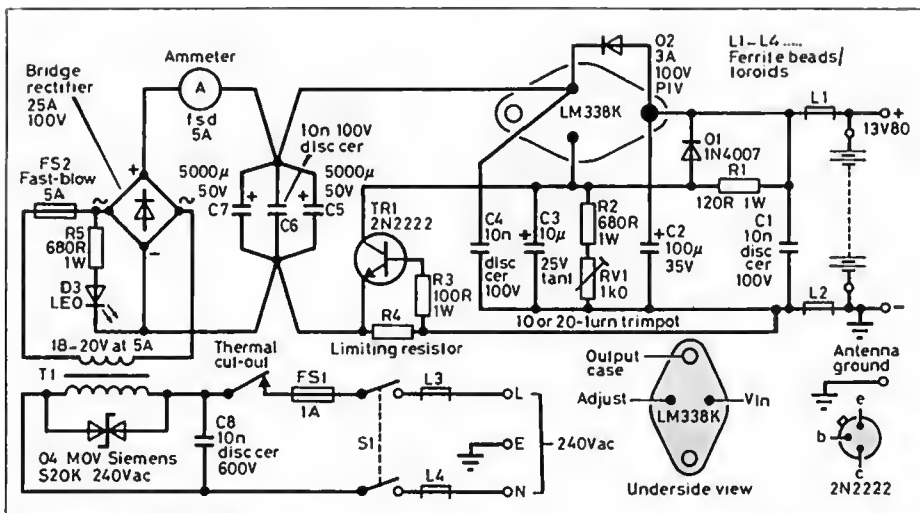 Bridge
rectifier
25A
100V
Ammeter
A
fsd
5A
10n 100V
disc cer
FS2
Fast-blow
5A
+
~
~
-
5000µ
50V
C7
+
C6
+
5000µ
50V
C5
R5
680R
1W
D3
LEO
18–20V at 5A
T1
O4 MOV Siemens
S20K 240Vac
C8
10n
disc cer
600V
Thermal
cut-out
FS1
1A
S1
L3
L4
L
E
N
240Vac
TR1
2N2222
R3
100R
1W
R4
Limiting resistor
O2
3A
100V
PIV
LM338K
L1–L4 .....
Ferrite beads/
toroids
C4
10n
disc
cer
100V
C3
+
10µ
25V
tant
R2
680R
1W
RV1
1k0
10 or 20-turn trimpot
+
C2
100µ
35V
O1
1N4007
R1
120R
1W
C1
10n
disc
cer
100V
L1
L2
+
13V80
-
Antenna
ground
Output
case
Adjust
Vin
LM338K
Underside view
e
b
c
2N2222